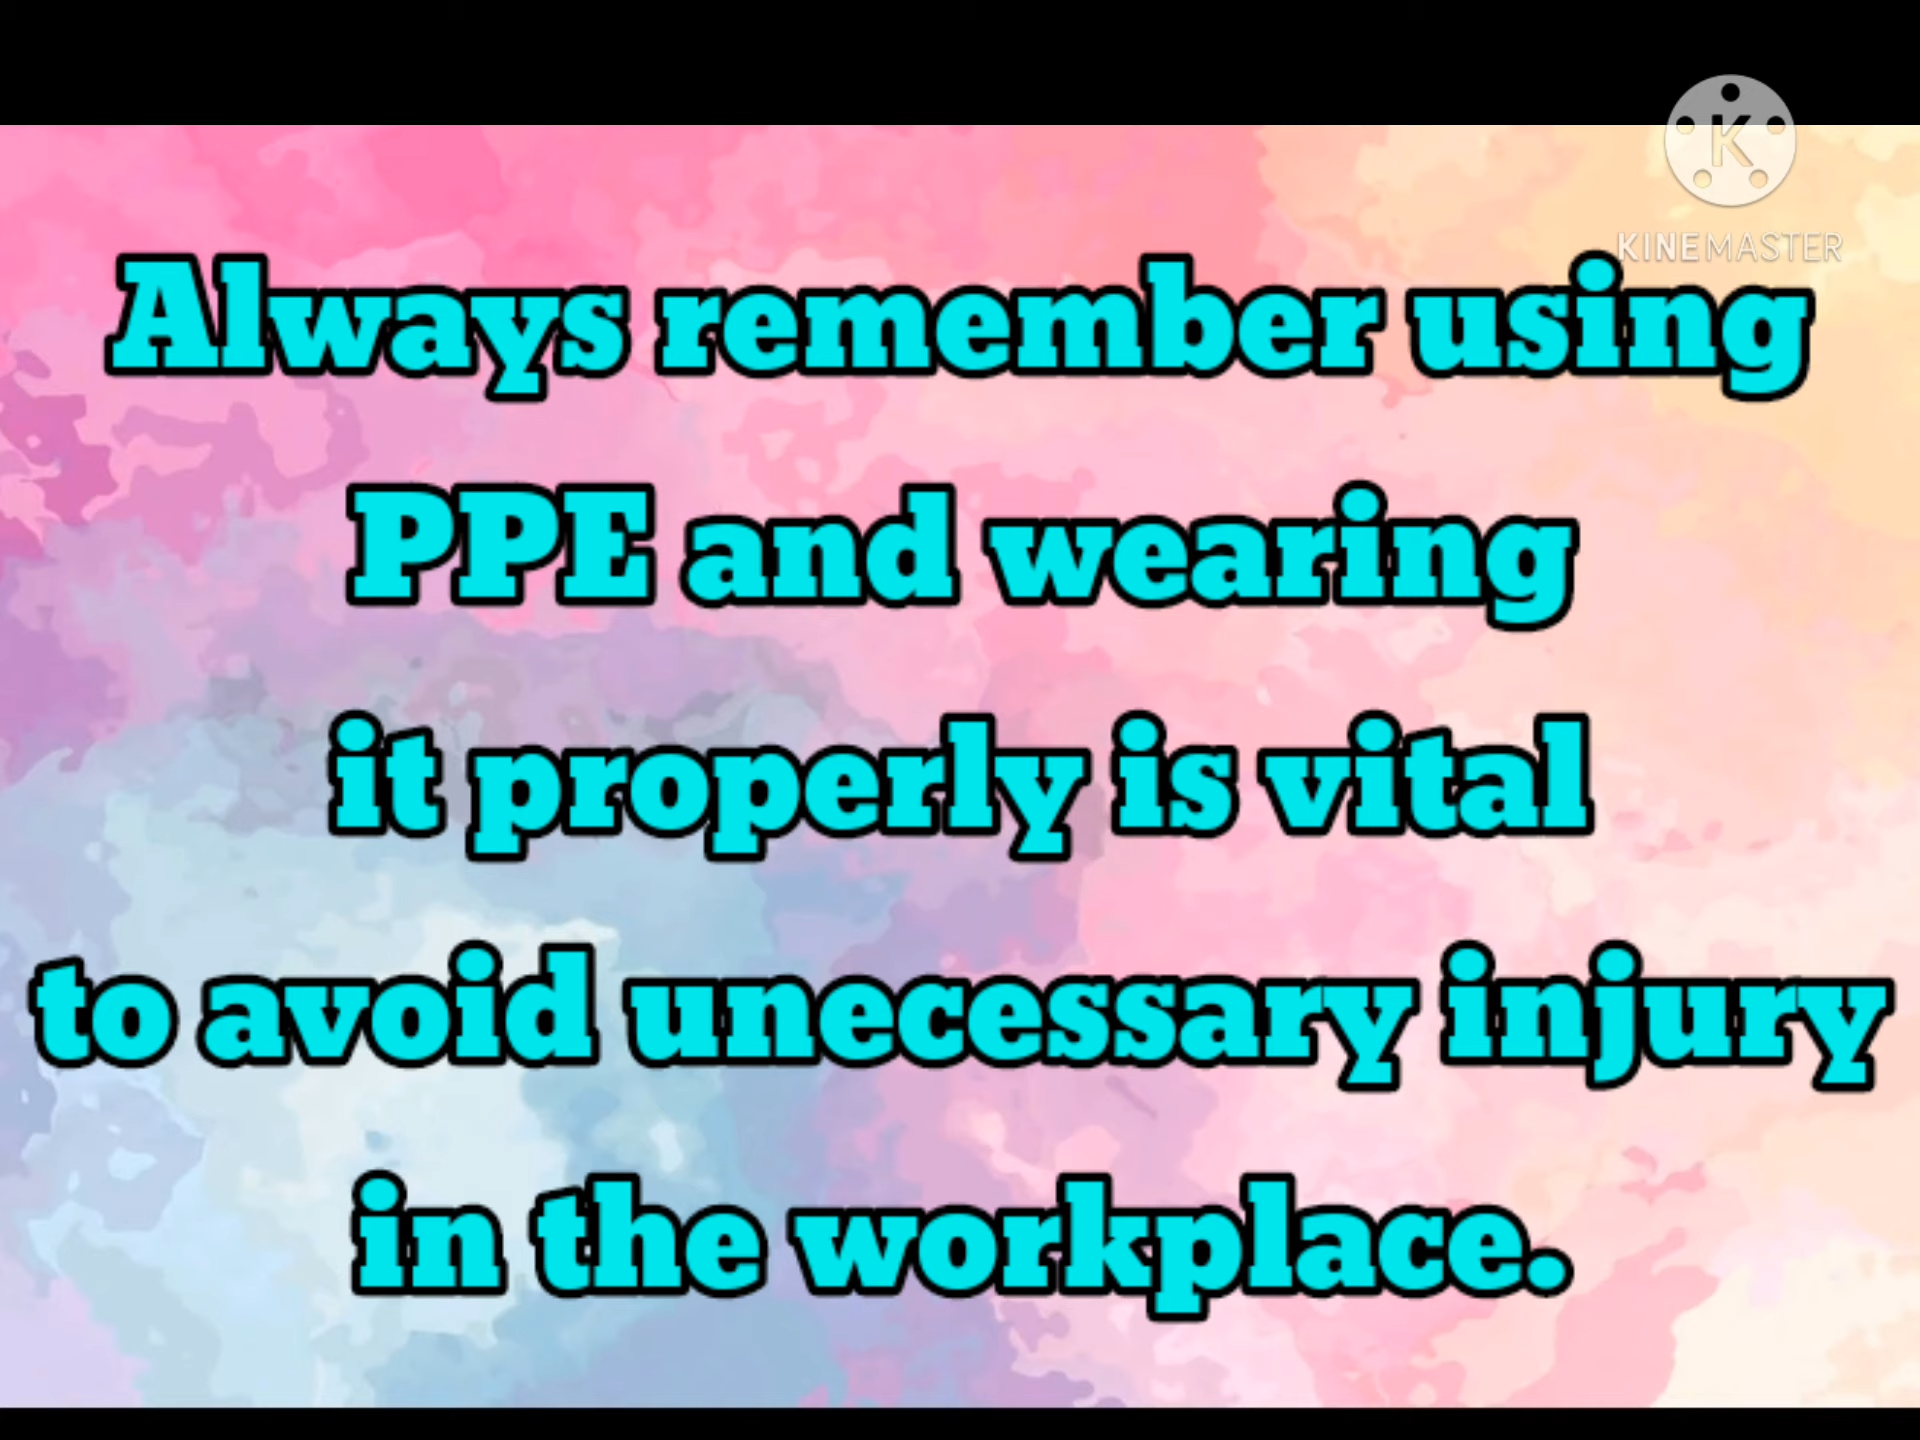 K
KINEMASTER
Always remember using
PPE and wearing
it properly is vital
to avoid unecessary injury
in the workplace.